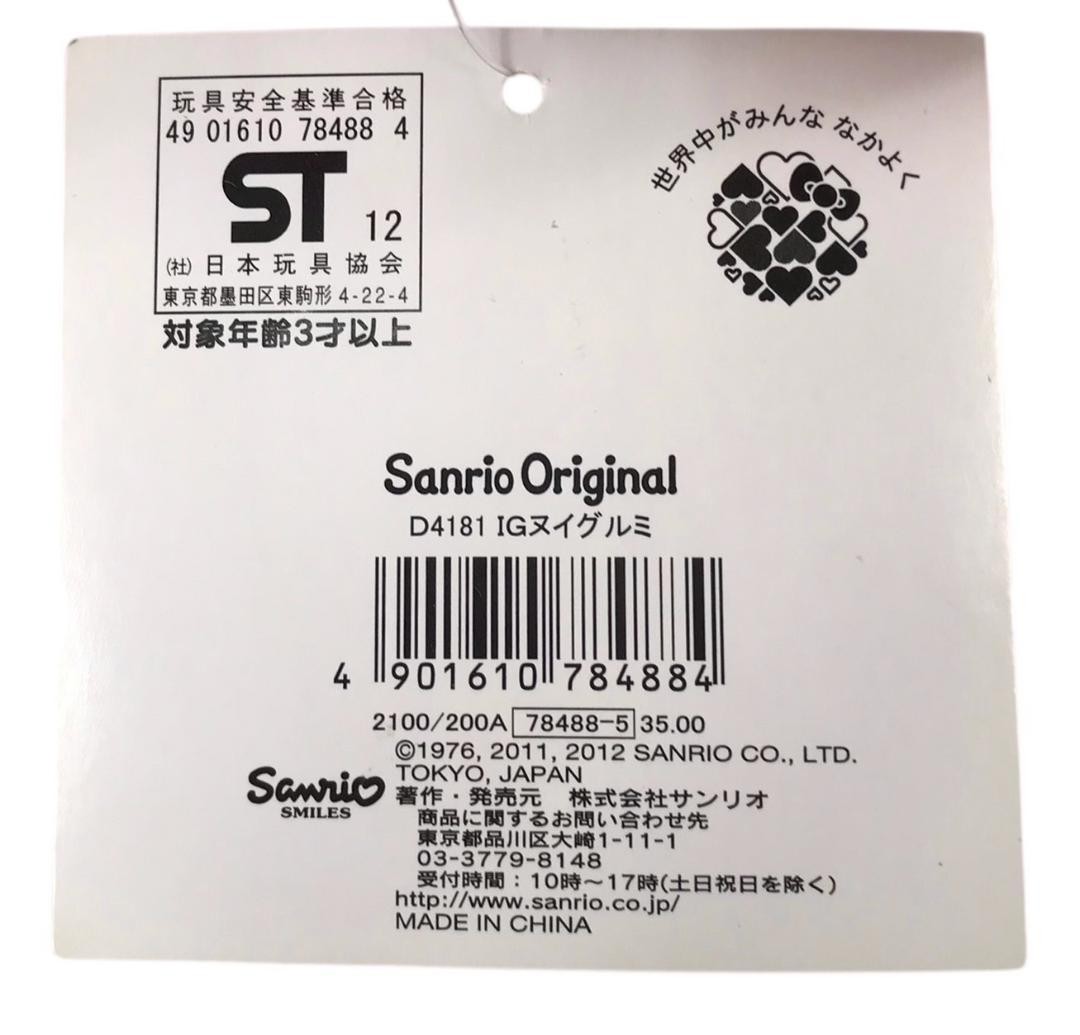 玩具安全基準合格
49 01610 78488 4
ST 12
(社)日本玩具協会
東京都墨田区東駒形 4-22-4
対象年齢3才以上
世界中がみんな なかよく
Sanrio Original
D4181 IGヌイグルミ
4 901610 784884
2100/200A 78488-5 35.00
©1976, 2011, 2012 SANRIO CO., LTD.
TOKYO, JAPAN
Sanrio
SMILES
著作・発売元 株式会社サンリオ
商品に関するお問い合わせ先
東京都品川区大崎1-11-1
03-3779-8148
受付時間：10時～17時(土日祝日を除く)
http://www.sanrio.co.jp/
MADE IN CHINA